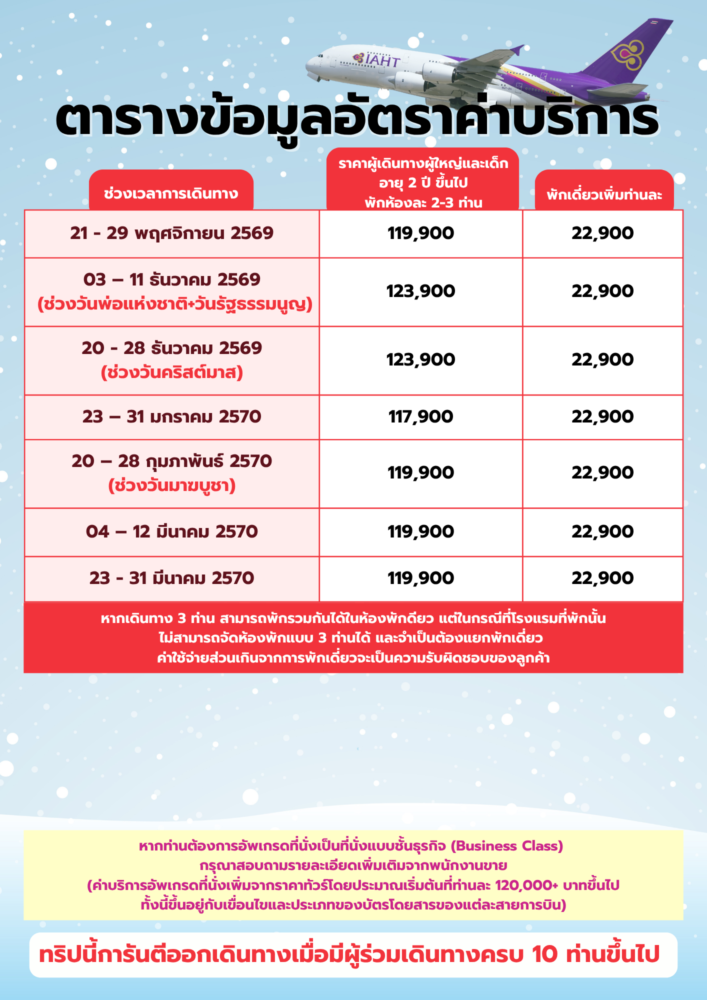 IAHT
ตารางข้อมูลอัตราค่าบริการ
ช่วงเวลาการเดินทาง
ราคาผู้เดินทางผู้ใหญ่และเด็ก
อายุ 2 ปี ขึ้นไป
พักห้องละ 2-3 ท่าน
พักเดี่ยวเพิ่มท่านละ
21 - 29 พฤศจิกายน 2569
119,900
22,900
03 – 11 ธันวาคม 2569
(ช่วงวันพ่อแห่งชาติ+วันรัฐธรรมนูญ)
123,900
22,900
20 - 28 ธันวาคม 2569
(ช่วงวันคริสต์มาส)
123,900
22,900
23 – 31 มกราคม 2570
117,900
22,900
20 – 28 กุมภาพันธ์ 2570
(ช่วงวันมาฆบูชา)
119,900
22,900
04 – 12 มีนาคม 2570
119,900
22,900
23 - 31 มีนาคม 2570
119,900
22,900
หากเดินทาง 3 ท่าน สามารถพักรวมกันได้ในห้องพักดียว แต่ในกรณีที่โรงแรมที่พักนั้น
ไม่สามารถจัดห้องพักแบบ 3 ท่านได้ และจำเป็นต้องแยกพักเดี่ยว
ค่าใช้จ่ายส่วนเกินจากการพักเดี่ยวจะเป็นความรับผิดชอบของลูกค้า
หากท่านต้องการอัพเกรดที่นั่งเป็นที่นั่งแบบชั้นธุรกิจ (Business Class)
กรุณาสอบถามรายละเอียดเพิ่มเติมจากพนักงานขาย
(ค่าบริการอัพเกรดที่นั่งเพิ่มจากราคาทัวร์โดยประมาณเริ่มต้นที่ท่านละ 120,000+ บาทขึ้นไป
ทั้งนี้ขึ้นอยู่กับเขื่อนไขและประเภทของบัตรโดยสารของแต่ละสายการบิน)
ทริปนี้การันตีออกเดินทางเมื่อมีผู้ร่วมเดินทางครบ 10 ท่านขึ้นไป